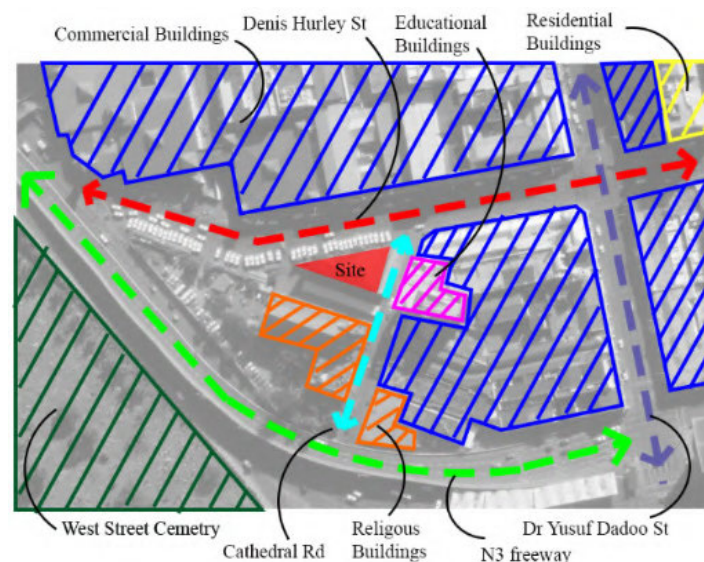 Commercial Buildings
Denis Hurley St
Educational
Buildings
Residential
Buildings
Site
West Street Cemetry
Cathedral Rd
Religous
Buildings
Dr Yusuf Dadoo St
N3 freeway